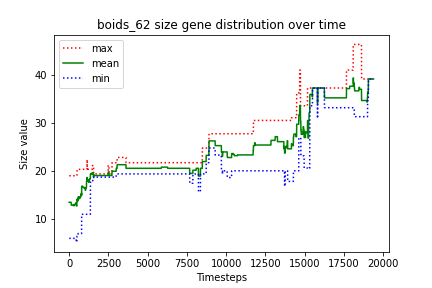 boids_62 size gene distribution over time
max
mean
min
Size value
40
30
20
10
0
2500
5000
7500
10000
12500
15000
17500
20000
Timesteps